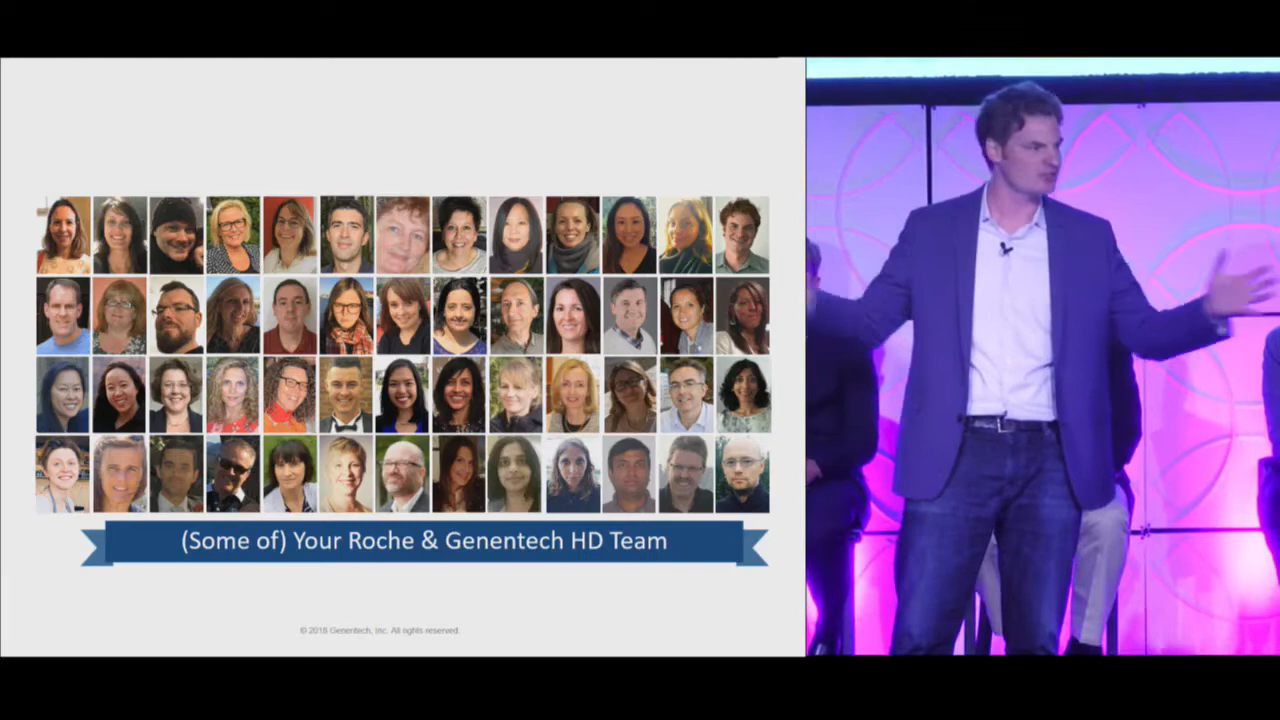 (Some of) Your Roche & Genentech HD Team
© 2018 Genentech, Inc. All rights reserved.